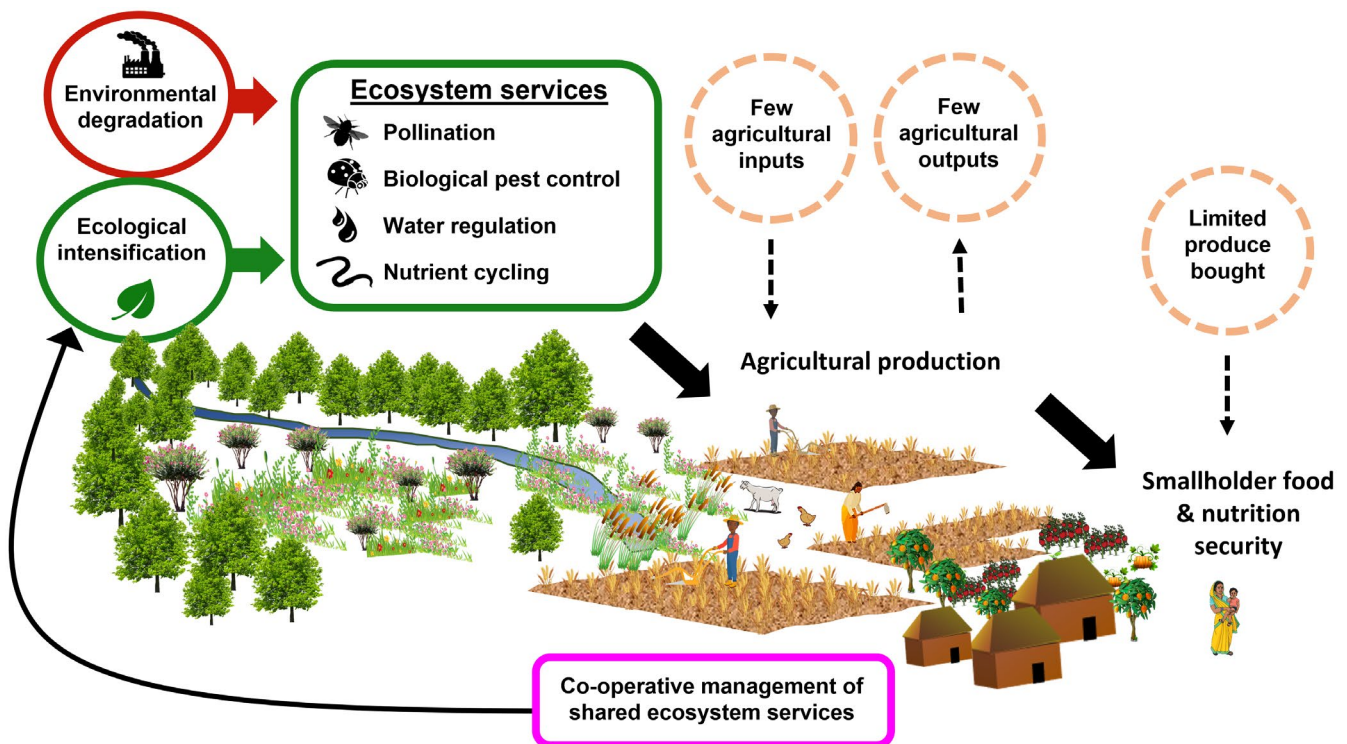 Environmental
degradation
Ecological
intensification
Ecosystem services
Pollination
Biological pest control
Water regulation
Nutrient cycling
Few
agricultural
inputs
Few
agricultural
outputs
Limited
produce
bought
Agricultural production
Smallholder food
& nutrition
security
Co-operative management of
shared ecosystem services